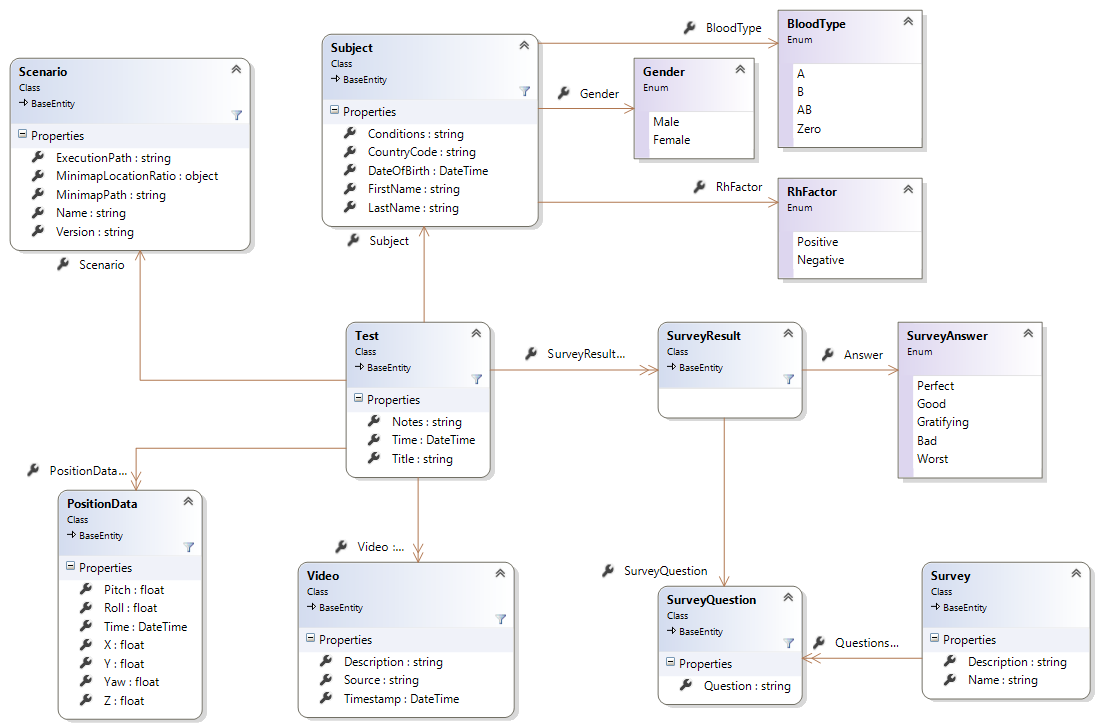 Scenario
Class
BaseEntity
Properties
ExecutionPath : string
MinimapLocationRatio : object
MinimapPath : string
Name : string
Version : string
Scenario
Subject
Class
BaseEntity
Properties
Conditions : string
CountryCode : string
DateOfBirth : DateTime
FirstName : string
LastName : string
Subject
BloodType
BloodType
Enum
A
B
AB
Zero
Gender
Gender
Enum
Male
Female
RhFactor
RhFactor
Enum
Positive
Negative
Test
Class
BaseEntity
Properties
Notes : string
Time : DateTime
Title : string
SurveyResult...
SurveyResult
Class
BaseEntity
Answer
SurveyAnswer
Enum
Perfect
Good
Gratifying
Bad
Worst
PositionData...
PositionData
Class
BaseEntity
Properties
Pitch : float
Roll : float
Time : DateTime
X : float
Y : float
Yaw : float
Z : float
Video :...
Video
Class
BaseEntity
Properties
Description : string
Source : string
Timestamp : DateTime
SurveyQuestion
SurveyQuestion
Class
BaseEntity
Properties
Question : string
Questions...
Survey
Class
BaseEntity
Properties
Description : string
Name : string